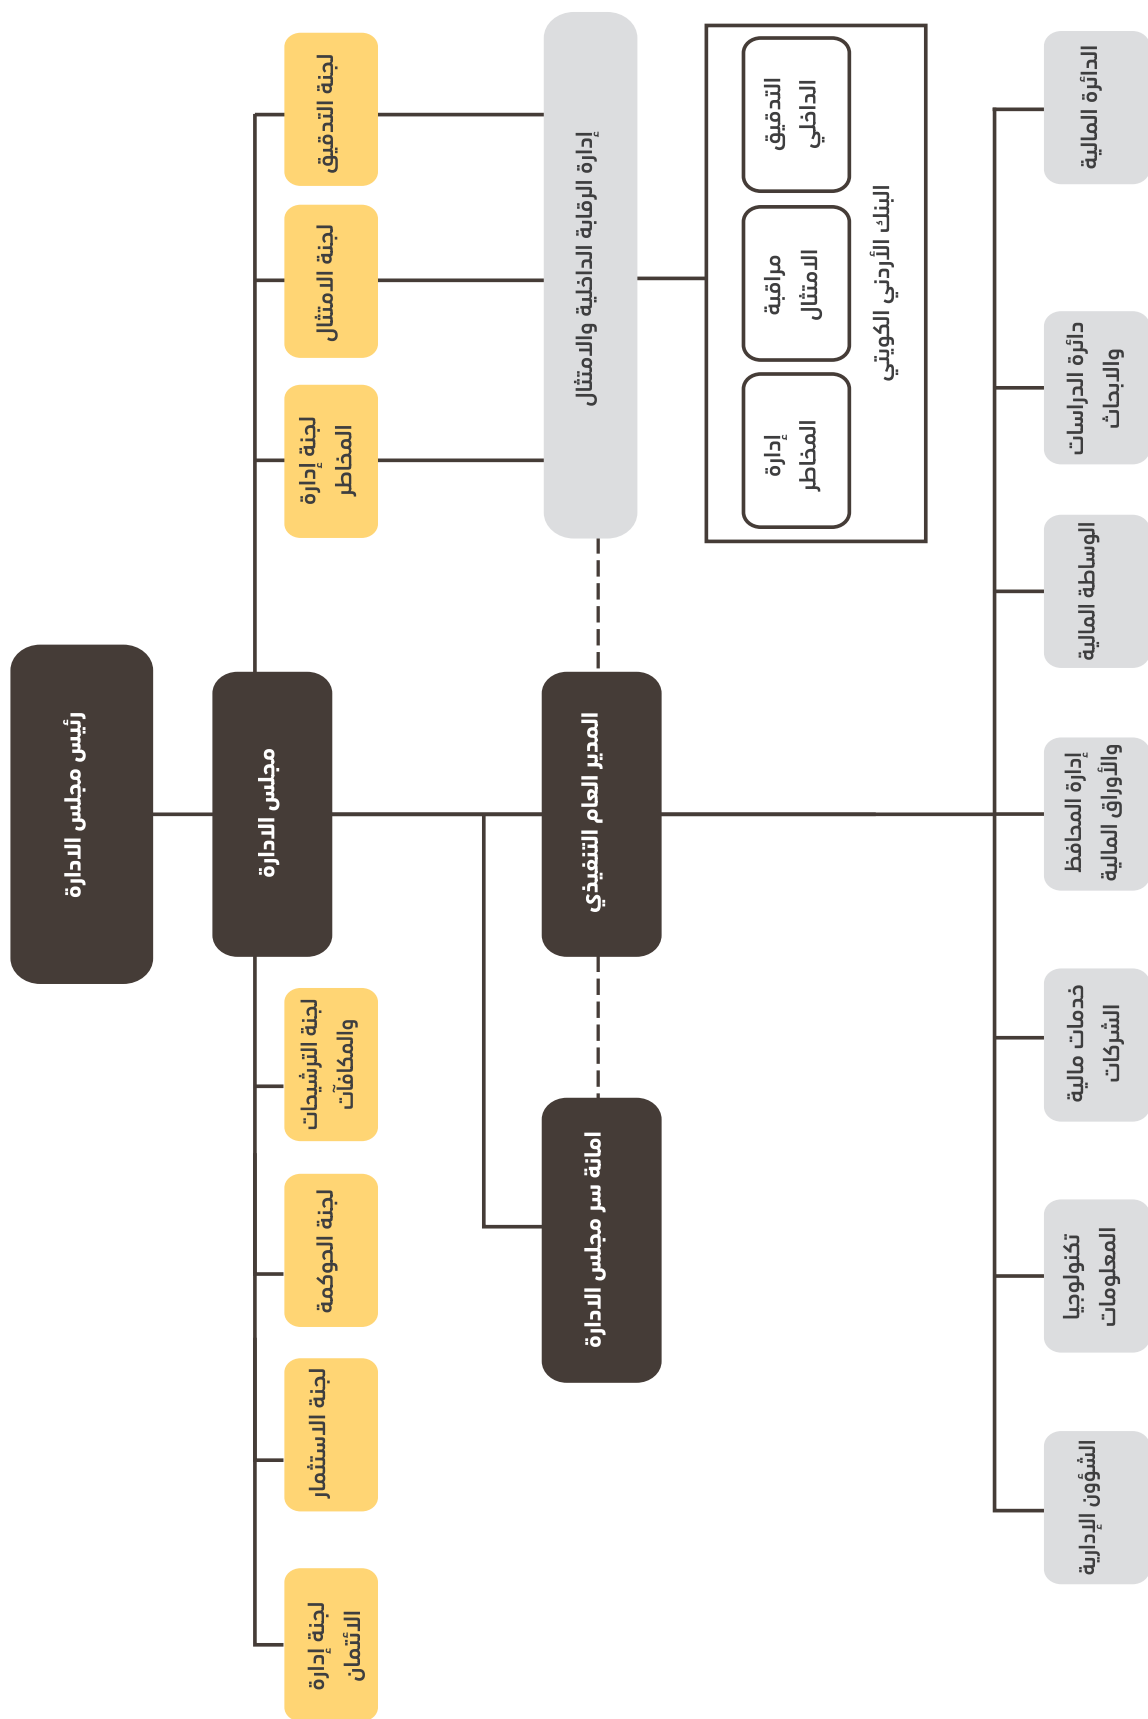 رئيس مجلس الادارة
مجلس الادارة
لجنة التدقيق
لجنة الامتثال
لجنة إدارة
المخاطر
لجنة الترشيحات
والمكافآت
لجنة الحوكمة
لجنة الاستثمار
لجنة إدارة
الائتمان
إدارة الرقابة الداخلية والامتثال
المدير العام التنفيذي
امانة سر مجلس الادارة
التدقيق
الداخلي
مراقبة
الامتثال
إدارة
المخاطر
البنك الأردني الكويتي
الدائرة المالية
دائرة الدراسات
والابحاث
الوساطة المالية
إدارة المحافظ
والأوراق المالية
خدمات مالية
الشركات
تكنولوجيا
المعلومات
الشؤون الإدارية